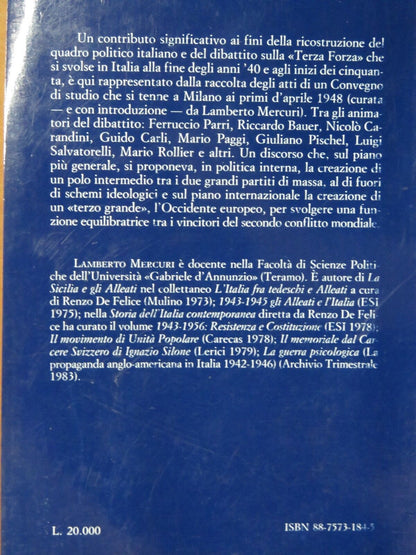 Un contributo significativo ai fini della ricostruzione del
quadro politico italiano e del dibattito sulla «Terza Forza» che
si svolse in Italia alla fine degli anni '40 e agli inizi dei cinquan-
ta, è qui rappresentato dalla raccolta degli atti di un Convegno
di studio che si tenne a Milano ai primi d'aprile 1948 (curata
— e con introduzione — da Lamberto Mercuri). Tra gli anima-
tori del dibattito: Ferruccio Parri, Riccardo Bauer, Nicolò Ca-
randini, Guido Carli, Mario Paggi, Giuliano Pischel, Luigi
Salvatorelli, Mario Rollier e altri. Un discorso che, sul piano
più generale, si proponeva, in politica interna, la creazione di
un polo intermedio tra i due grandi partiti di massa, al di fuori
di schemi ideologici e sul piano internazionale la creazione di
un «terzo grande», l'Occidente europeo, per svolgere una fun-
zione equilibratrice tra i vincitori del secondo conflitto mondiale.
LAMBERTO MERCURI è docente nella Facoltà di Scienze Politi-
che dell'Università «Gabriele d'Annunzio» (Teramo). È autore di La
Sicilia e gli Alleati nel collettaneo L'Italia fra tedeschi e Alleati a cura
di Renzo De Felice (Mulino 1973); 1943-1945 gli Alleati e l'Italia (ESI
1975); nella Storia dell'Italia contemporanea diretta da Renzo De Feli-
ce ha curato il volume 1943-1956: Resistenza e Costituzione (ESI 1978);
Il movimento di Unità Popolare (Carecas 1978); Il memoriale dal Car-
cere Svizzero di Ignazio Silone (Lerici 1979); La guerra psicologica (La
propaganda anglo-americana in Italia 1942-1946) (Archivio Trimestrale
1983).
L. 20.000
ISBN 88-7573-184-5